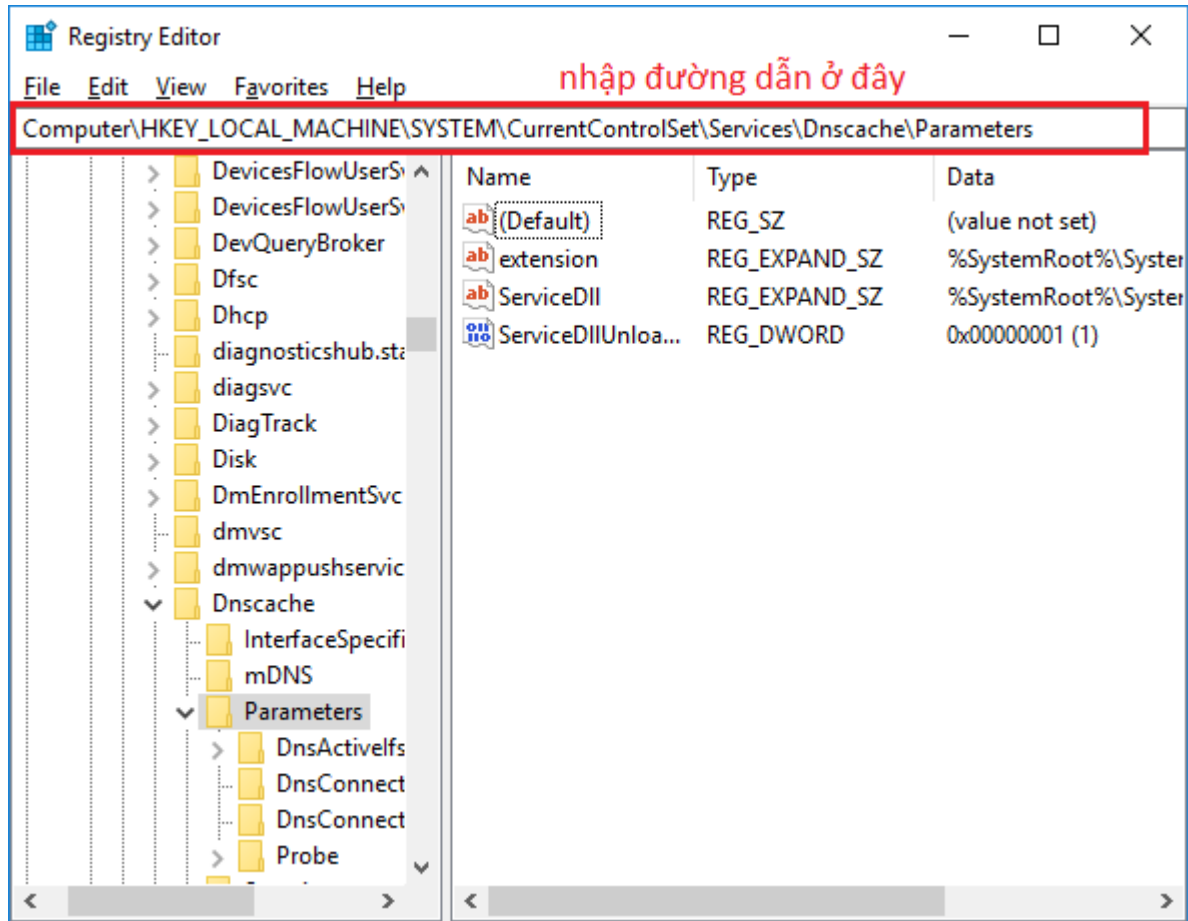 Registry Editor
File Edit View Favorites Help
nhập đường dẫn ở đây
Computer\HKEY_LOCAL_MACHINE\SYSTEM\CurrentControlSet\Services\Dnscache\Parameters
DevicesFlowUserSv
DevicesFlowUserSv
DevQueryBroker
Dfsc
Dhcp
diagnosticshub.sta
diagsvc
DiagTrack
Disk
DmEnrollmentSvc
dmvsc
dmwappushservic
Dnscache
InterfaceSpecifi
mDNS
Parameters
DnsActiveIfs
DnsConnect
DnsConnect
Probe
Name Type Data
(Default) REG_SZ (value not set)
extension REG_EXPAND_SZ %SystemRoot%\System
ServiceDll REG_EXPAND_SZ %SystemRoot%\System
ServiceDllUnloa... REG_DWORD 0x00000001 (1)